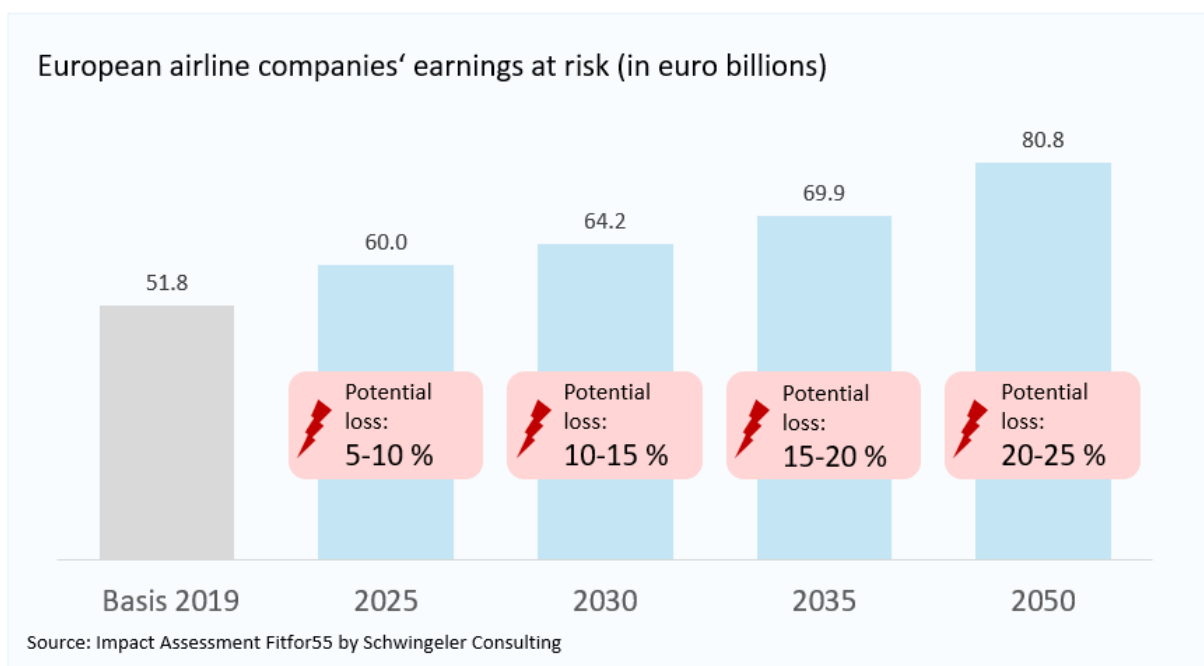 European airline companies‘ earnings at risk (in euro billions)
51.8
60.0
64.2
69.9
80.8
Potential
loss:
5-10 %
Potential
loss:
10-15 %
Potential
loss:
15-20 %
Potential
loss:
20-25 %
Basis 2019
2025
2030
2035
2050
Source: Impact Assessment Fitfor55 by Schwingeler Consulting